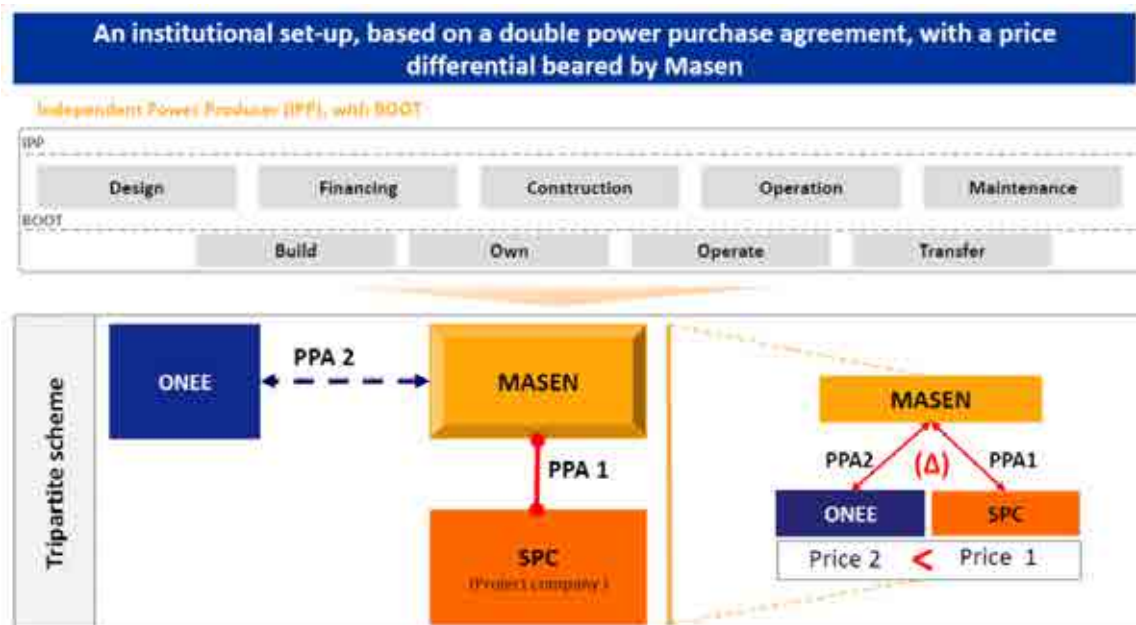 An institutional set-up, based on a double power purchase agreement, with a price
differential beared by Masen
Independent Power Producer (IPP), with BOOT
IPP
Design Financing Construction Operation Maintenance
BOOT
Build Own Operate Transfer
Tripartite scheme
ONEE
PPA 2
MASEN
PPA 1
SPC
(Project company)
MASEN
PPA2 (Δ) PPA1
ONEE SPC
Price 2 < Price 1